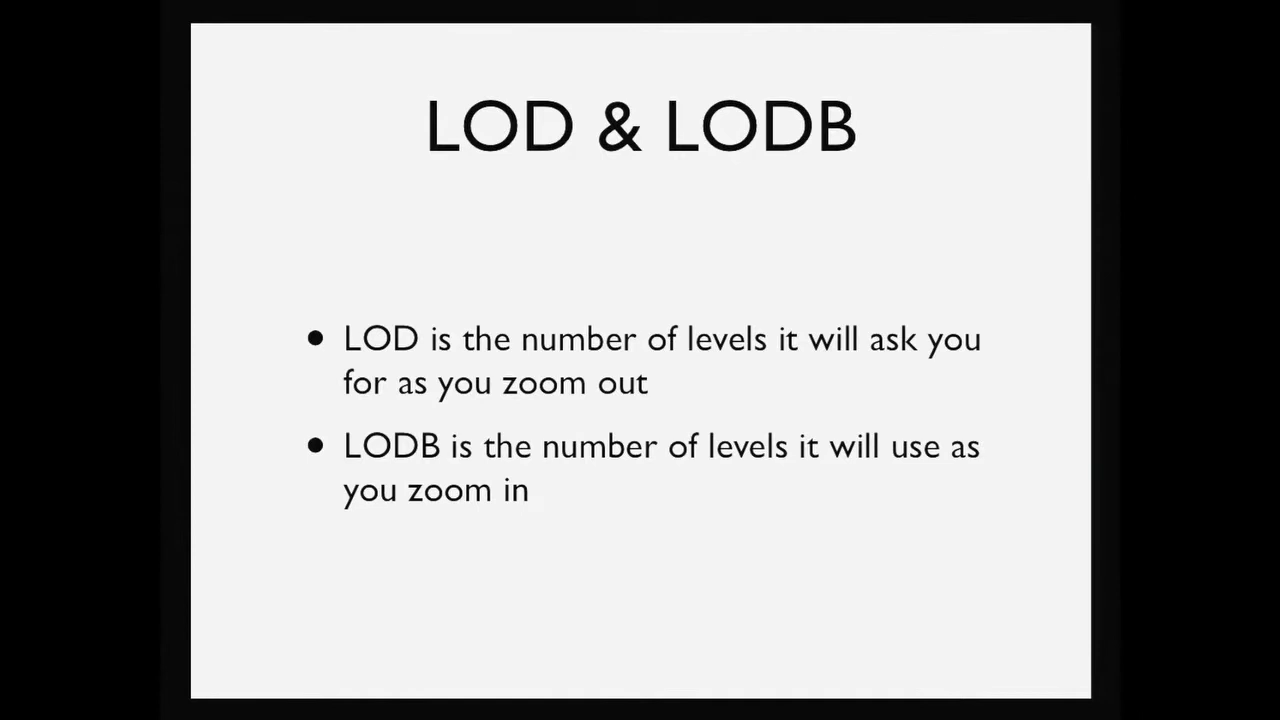 LOD & LODB
• LOD is the number of levels it will ask you
for as you zoom out
• LODB is the number of levels it will use as
you zoom in